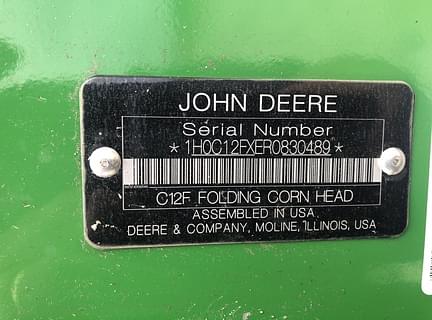 JOHN DEERE
Serial Number
*1H0C12FXER0830489*
C12F FOLDING CORN HEAD
ASSEMBLED IN USA.
DEERE & COMPANY, MOLINE, ILLINOIS, USA